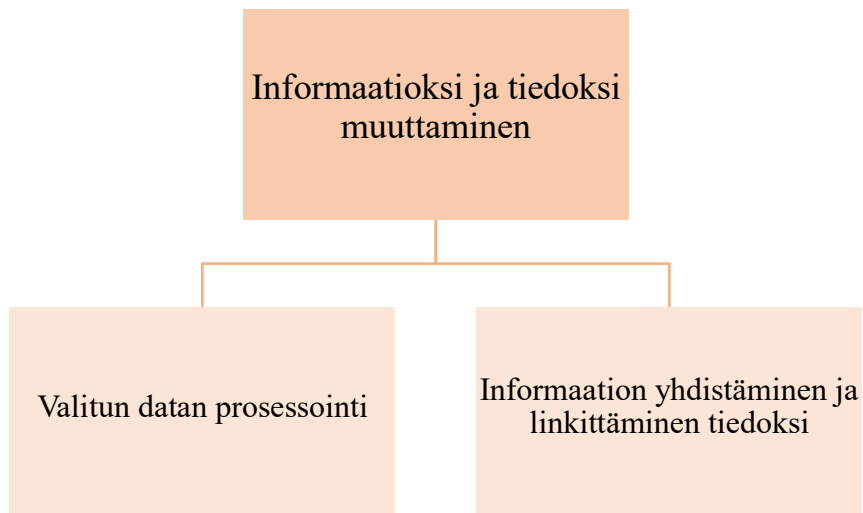 Informaatioksi ja tiedoksi
muuttaminen
Valitun datan prosessointi
Informaation yhdistäminen ja
linkittäminen tiedoksi